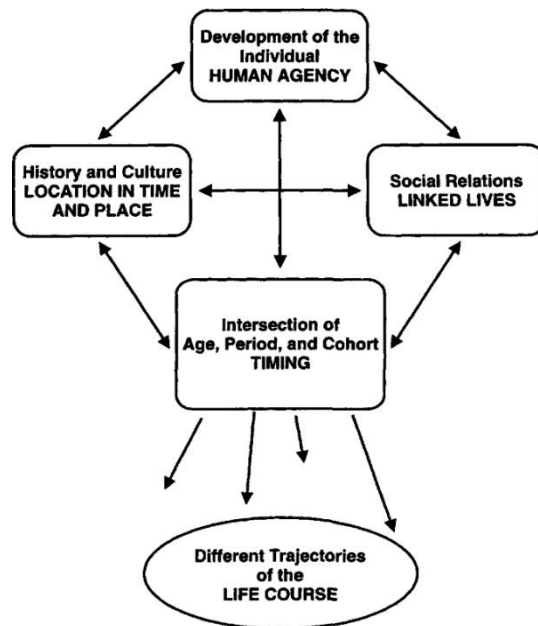 Development of the
Individual
HUMAN AGENCY
History and Culture
LOCATION IN TIME
AND PLACE
Social Relations
LINKED LIVES
Intersection of
Age, Period, and Cohort
TIMING
Different Trajectories
of the
LIFE COURSE